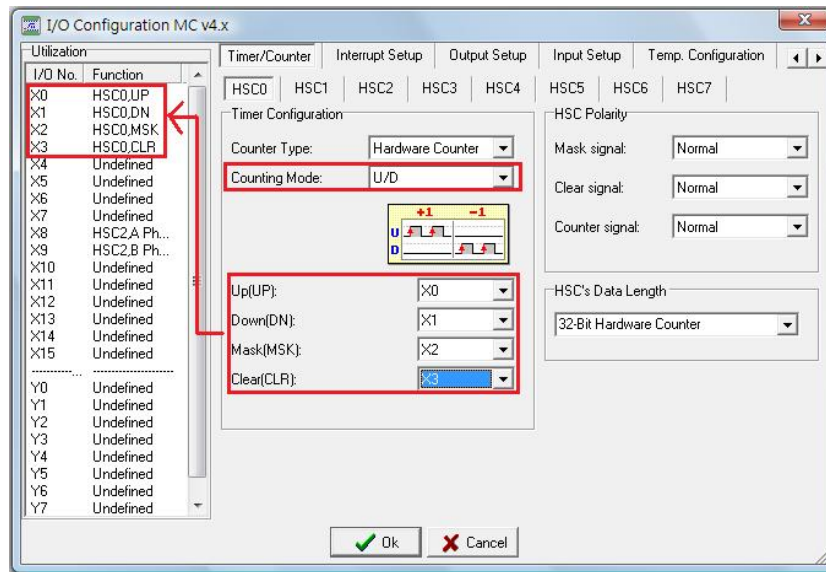 I/O Configuration MC v4.x
Utilization
I/O No. Function
X0 HSC0,UP
X1 HSC0,DN
X2 HSC0,MSK
X3 HSC0,CLR
X4 Undefined
X5 Undefined
X6 Undefined
X7 Undefined
X8 HSC2,A Ph...
X9 HSC2,B Ph...
X10 Undefined
X11 Undefined
X12 Undefined
X13 Undefined
X14 Undefined
X15 Undefined
Y0 Undefined
Y1 Undefined
Y2 Undefined
Y3 Undefined
Y4 Undefined
Y5 Undefined
Y6 Undefined
Y7 Undefined
Timer/Counter Interrupt Setup Output Setup Input Setup Temp. Configuration
HSC0 HSC1 HSC2 HSC3 HSC4 HSC5 HSC6 HSC7
Timer Configuration
Counter Type: Hardware Counter
Counting Mode: U/D
+1 -1
U
D
Up(UP): X0
Down(DN): X1
Mask(MSK): X2
Clear(CLR): X3
HSC Polarity
Mask signal: Normal
Clear signal: Normal
Counter signal: Normal
HSC's Data Length
32-Bit Hardware Counter
Ok Cancel